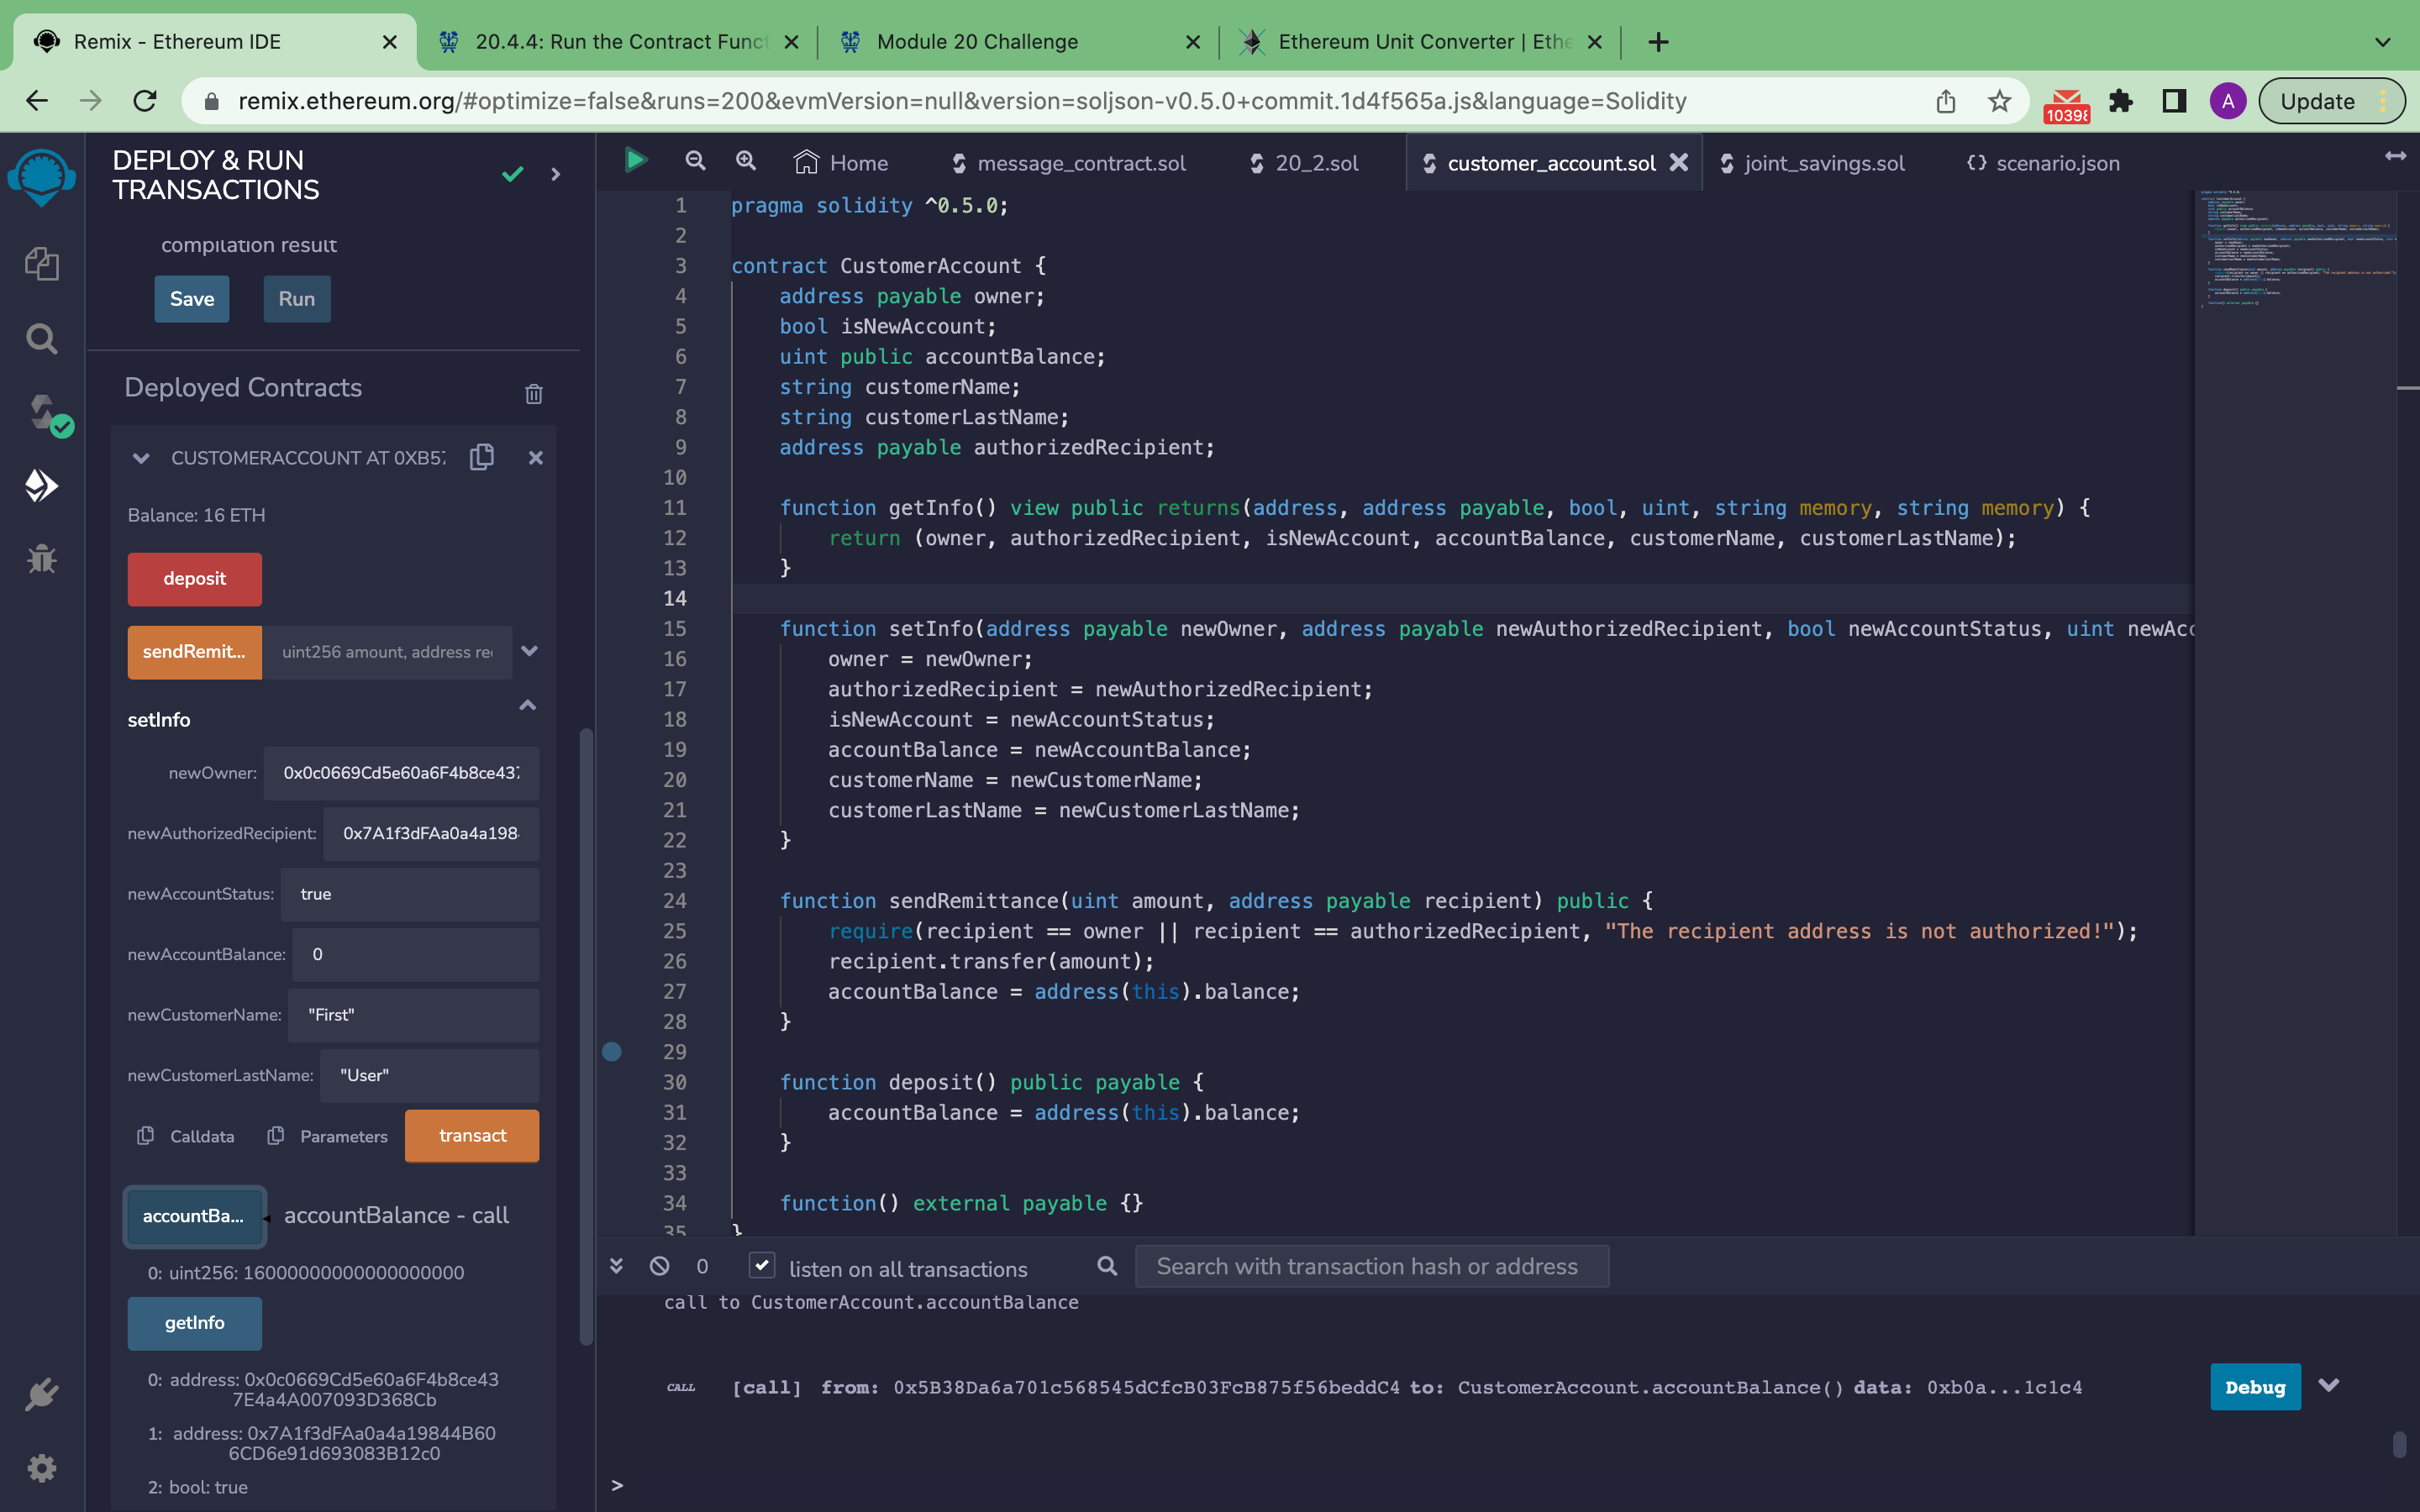 Remix - Ethereum IDE
20.4.4: Run the Contract Funct
Module 20 Challenge
Ethereum Unit Converter | Ethe
remix.ethereum.org/#optimize=false&runs=200&evmVersion=null&version=soljson-v0.5.0+commit.1d4f565a.js&language=Solidity
10398
A
Update
DEPLOY & RUN
TRANSACTIONS
compilation result
Save
Run
Deployed Contracts
CUSTOMERACCOUNT AT 0XB57
Balance: 16 ETH
deposit
sendRemit...
uint256 amount, address rec
setInfo
newOwner:
0x0c0669Cd5e60a6F4b8ce437
newAuthorizedRecipient:
0x7A1f3dFAa0a4a1984
newAccountStatus:
true
newAccountBalance:
0
newCustomerName:
"First"
newCustomerLastName:
"User"
Calldata
Parameters
transact
accountBa...
accountBalance - call
0: uint256: 16000000000000000000
getInfo
0: address: 0x0c0669Cd5e60a6F4b8ce43
7E4a4A007093D368Cb
1: address: 0x7A1f3dFAa0a4a19844B60
6CD6e91d693083B12c0
2: bool: true
Home
message_contract.sol
20_2.sol
customer_account.sol
joint_savings.sol
scenario.json
1 pragma solidity ^0.5.0;
2
3 contract CustomerAccount {
4 address payable owner;
5 bool isNewAccount;
6 uint public accountBalance;
7 string customerName;
8 string customerLastName;
9 address payable authorizedRecipient;
10
11 function getInfo() view public returns(address, address payable, bool, uint, string memory, string memory) {
12 return (owner, authorizedRecipient, isNewAccount, accountBalance, customerName, customerLastName);
13 }
14
15 function setInfo(address payable newOwner, address payable newAuthorizedRecipient, bool newAccountStatus, uint newAcc
16 owner = newOwner;
17 authorizedRecipient = newAuthorizedRecipient;
18 isNewAccount = newAccountStatus;
19 accountBalance = newAccountBalance;
20 customerName = newCustomerName;
21 customerLastName = newCustomerLastName;
22 }
23
24 function sendRemittance(uint amount, address payable recipient) public {
25 require(recipient == owner || recipient == authorizedRecipient, "The recipient address is not authorized!");
26 recipient.transfer(amount);
27 accountBalance = address(this).balance;
28 }
29
30 function deposit() public payable {
31 accountBalance = address(this).balance;
32 }
33
34 function() external payable {}
35 }
0
listen on all transactions
Search with transaction hash or address
call to CustomerAccount.accountBalance
CALL [call] from: 0x5B38Da6a701c568545dCfcB03FcB875f56beddC4 to: CustomerAccount.accountBalance() data: 0xb0a...1c1c4
Debug
>